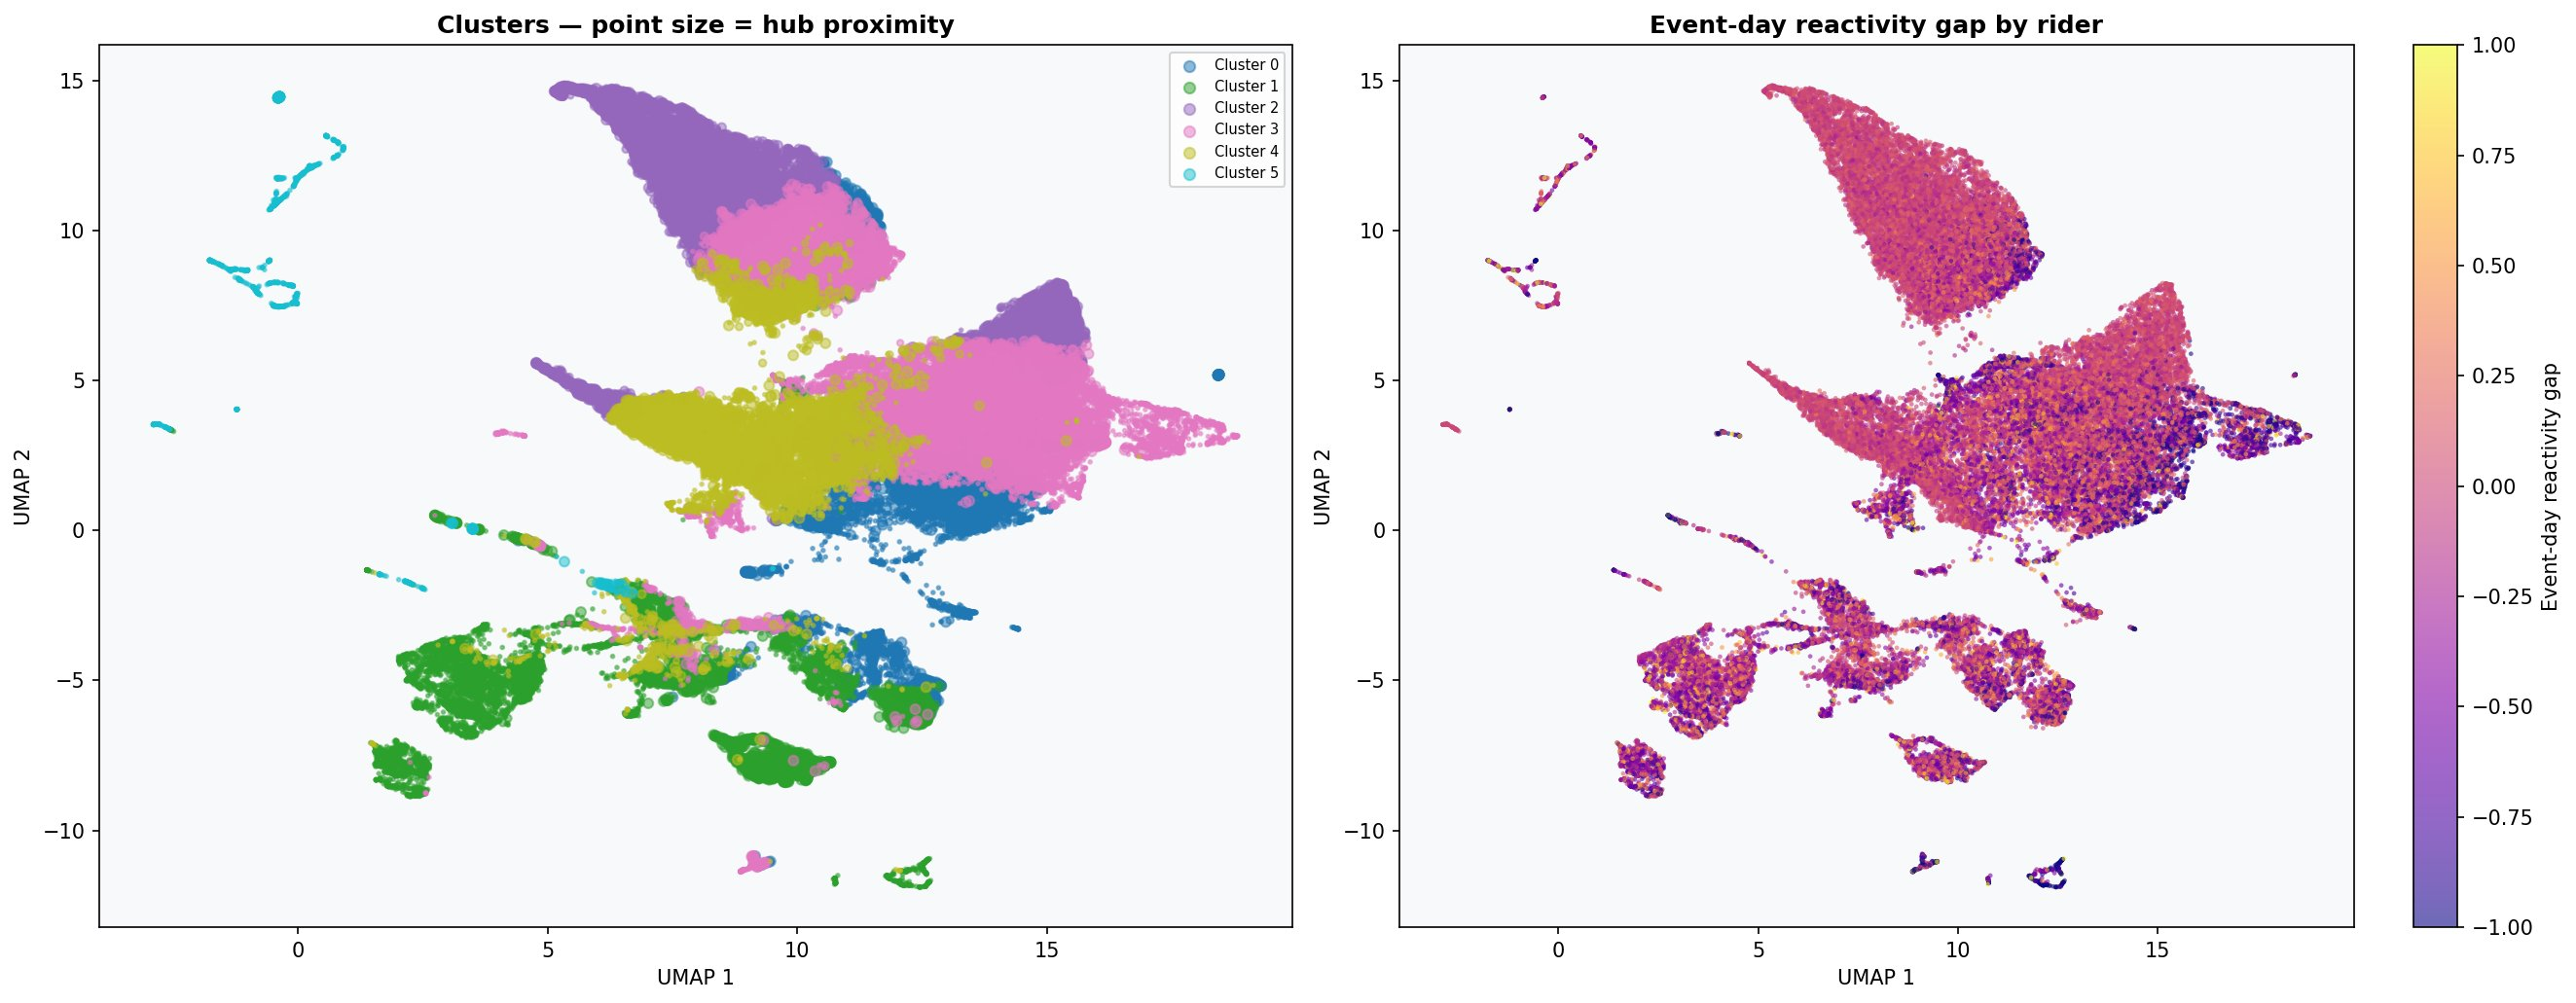 Clusters — point size = hub proximity
Cluster 0
Cluster 1
Cluster 2
Cluster 3
Cluster 4
Cluster 5
15
10
5
0
−5
−10
UMAP 2
0
5
10
15
UMAP 1
Event-day reactivity gap by rider
15
10
5
0
−5
−10
UMAP 2
0
5
10
15
UMAP 1
1.00
0.75
0.50
0.25
0.00
−0.25
−0.50
−0.75
−1.00
Event-day reactivity gap